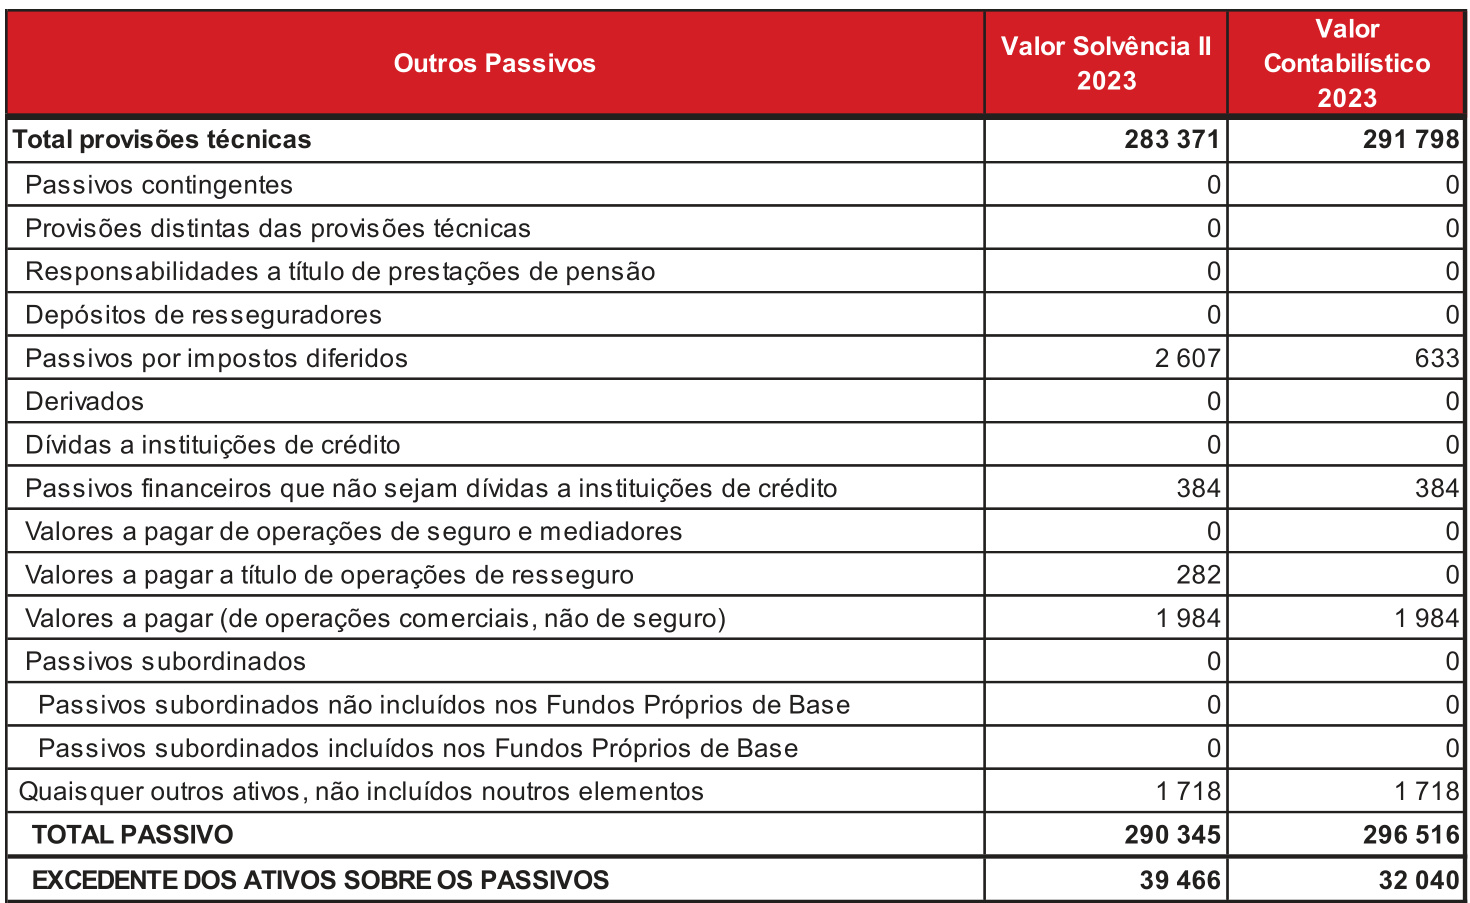 Outros Passivos Valor Solvência II 2023 Valor Contabilístico 2023
Total provisões técnicas 283 371 291 798
Passivos contingentes 0 0
Provisões distintas das provisões técnicas 0 0
Responsabilidades a título de prestações de pensão 0 0
Depósitos de resseguradores 0 0
Passivos por impostos diferidos 2 607 633
Derivados 0 0
Dívidas a instituições de crédito 0 0
Passivos financeiros que não sejam dívidas a instituições de crédito 384 384
Valores a pagar de operações de seguro e mediadores 0 0
Valores a pagar a título de operações de resseguro 282 0
Valores a pagar (de operações comerciais, não de seguro) 1 984 1 984
Passivos subordinados 0 0
Passivos subordinados não incluídos nos Fundos Próprios de Base 0 0
Passivos subordinados incluídos nos Fundos Próprios de Base 0 0
Quaisquer outros ativos, não incluídos noutros elementos 1 718 1 718
TOTAL PASSIVO 290 345 296 516
EXCEDENTE DOS ATIVOS SOBRE OS PASSIVOS 39 466 32 040